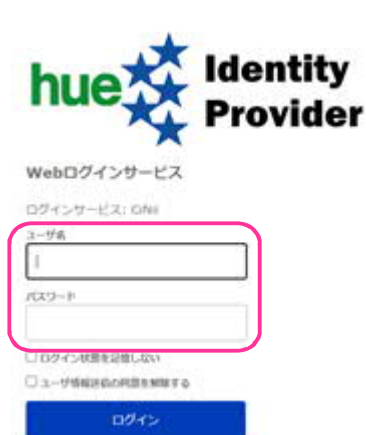 hue Identity
Provider
Webログインサービス
ログインサービス: CiNii
ユーザ名
パスワード
ログイン状態を記憶しない
ユーザ情報送信の同意を解除する
ログイン